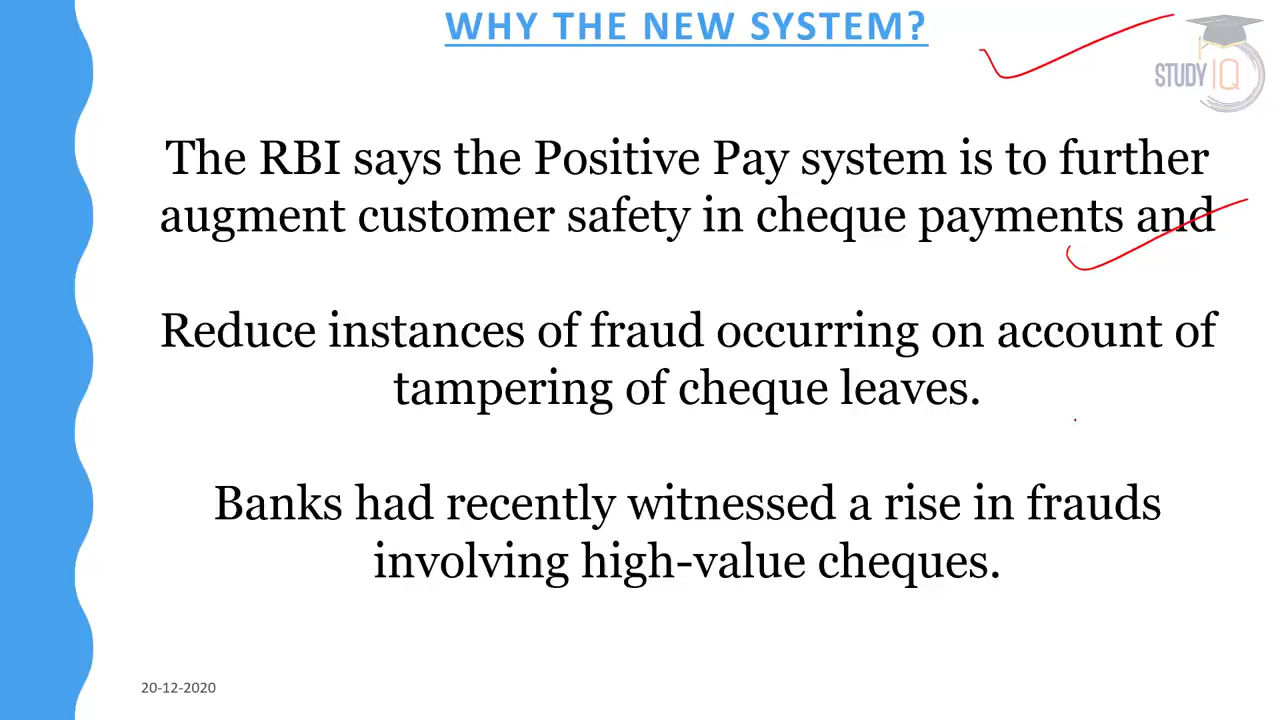 WHY THE NEW SYSTEM?
STUDY IQ
The RBI says the Positive Pay system is to further
augment customer safety in cheque payments and
Reduce instances of fraud occurring on account of
tampering of cheque leaves.
Banks had recently witnessed a rise in frauds
involving high-value cheques.
20-12-2020